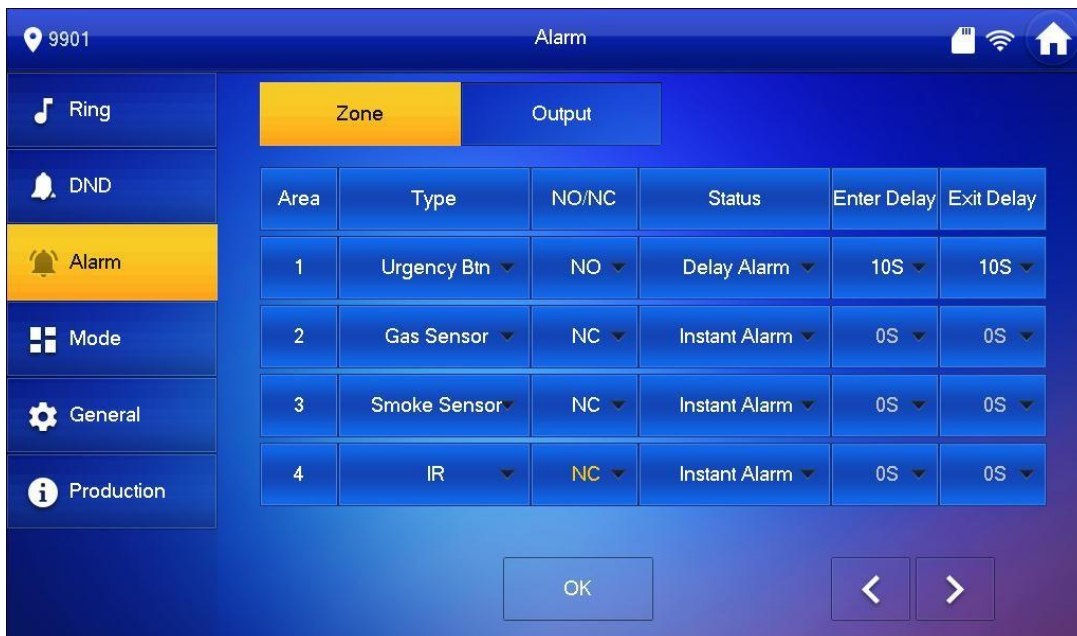 9901 Alarm
Ring
DND
Alarm
Mode
General
Production
Zone Output
Area Type NO/NC Status Enter Delay Exit Delay
1 Urgency Btn NO Delay Alarm 10S 10S
2 Gas Sensor NC Instant Alarm 0S 0S
3 Smoke Sensor NC Instant Alarm 0S 0S
4 IR NC Instant Alarm 0S 0S
OK